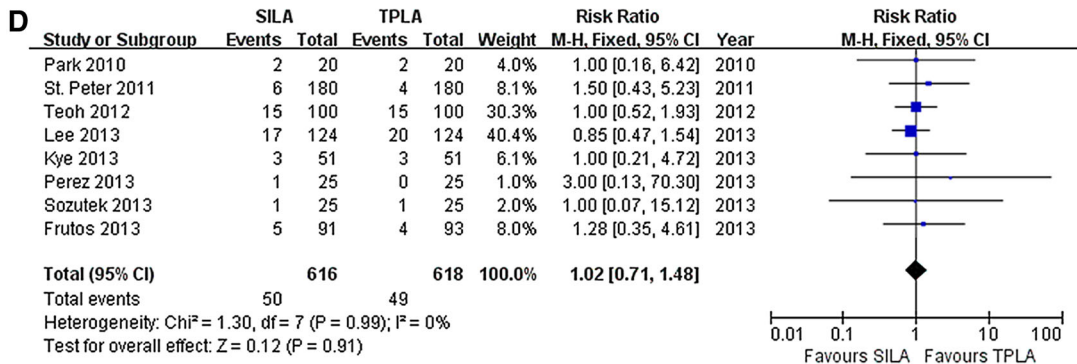 D
SILA TPLA Risk Ratio Risk Ratio
Study or Subgroup Events Total Events Total Weight M-H, Fixed, 95% CI Year M-H, Fixed, 95% CI
Park 2010 2 20 2 20 4.0% 1.00 [0.16, 6.42] 2010
St. Peter 2011 6 180 4 180 8.1% 1.50 [0.43, 5.23] 2011
Teoh 2012 15 100 15 100 30.3% 1.00 [0.52, 1.93] 2012
Lee 2013 17 124 20 124 40.4% 0.85 [0.47, 1.54] 2013
Kye 2013 3 51 3 51 6.1% 1.00 [0.21, 4.72] 2013
Perez 2013 1 25 0 25 1.0% 3.00 [0.13, 70.30] 2013
Sozutek 2013 1 25 1 25 2.0% 1.00 [0.07, 15.12] 2013
Frutos 2013 5 91 4 93 8.0% 1.28 [0.35, 4.61] 2013
Total (95% CI) 616 618 100.0% 1.02 [0.71, 1.48]
Total events 50 49
Heterogeneity: Chi² = 1.30, df = 7 (P = 0.99); I² = 0%
Test for overall effect: Z = 0.12 (P = 0.91)
0.01 0.1 1 10 100
Favours SILA Favours TPLA